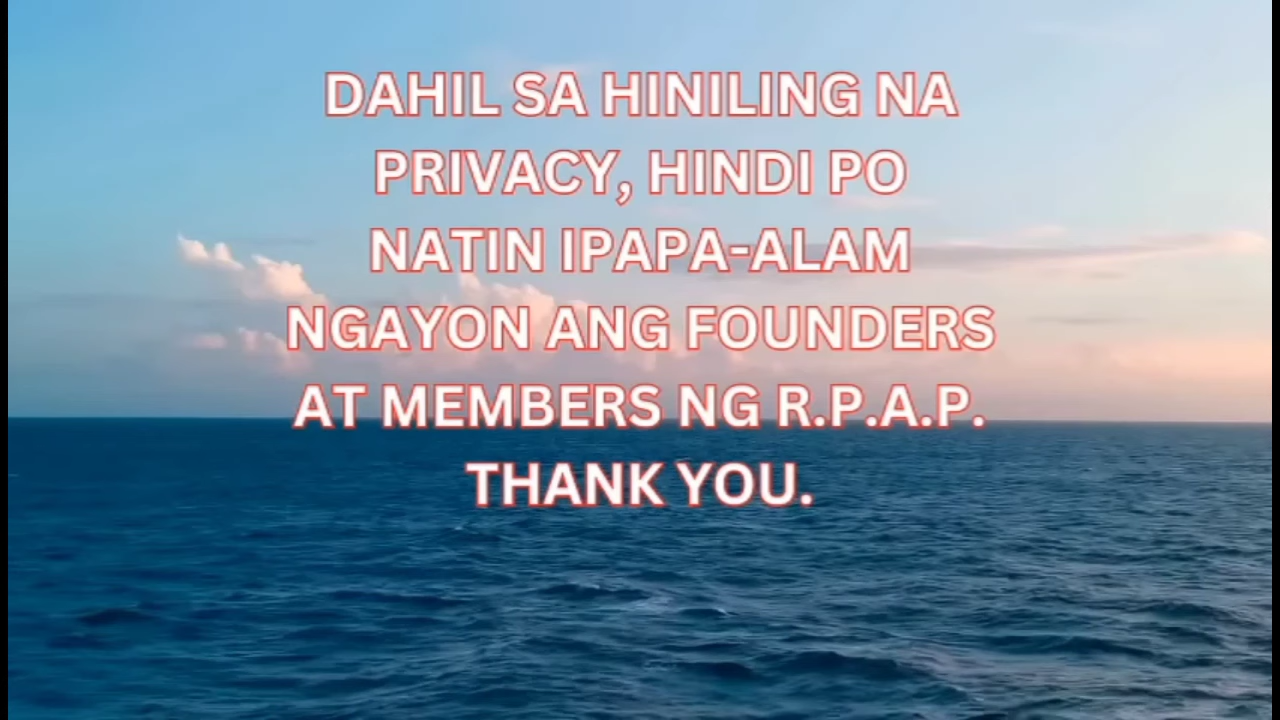 DAHIL SA HINILING NA
PRIVACY, HINDI PO
NATIN IPAPA-ALAM
NGAYON ANG FOUNDERS
AT MEMBERS NG R.P.A.P.
THANK YOU.